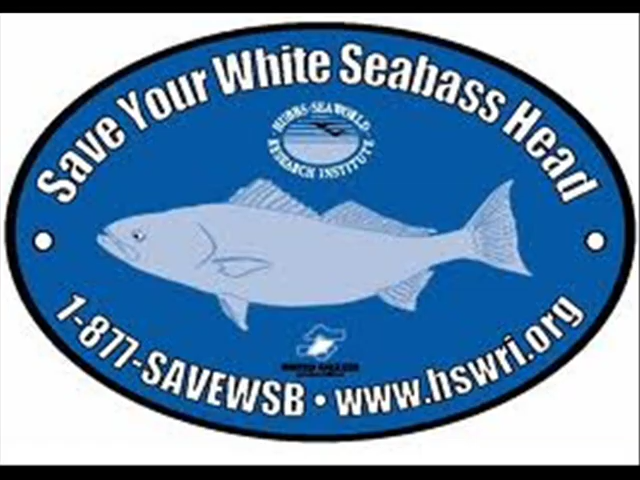 Save Your White Seabass Head
HUBBS-SEAWORLD
RESEARCH INSTITUTE
1-877-SAVEWSB • www.hswri.org